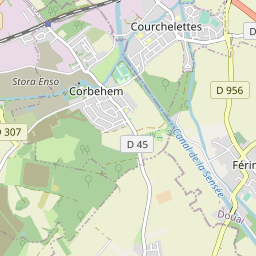 Courchelettes
Stora Enso
Corbehem
D 956
D 307
D 45
Canal de la Sensée
Férin
Douai